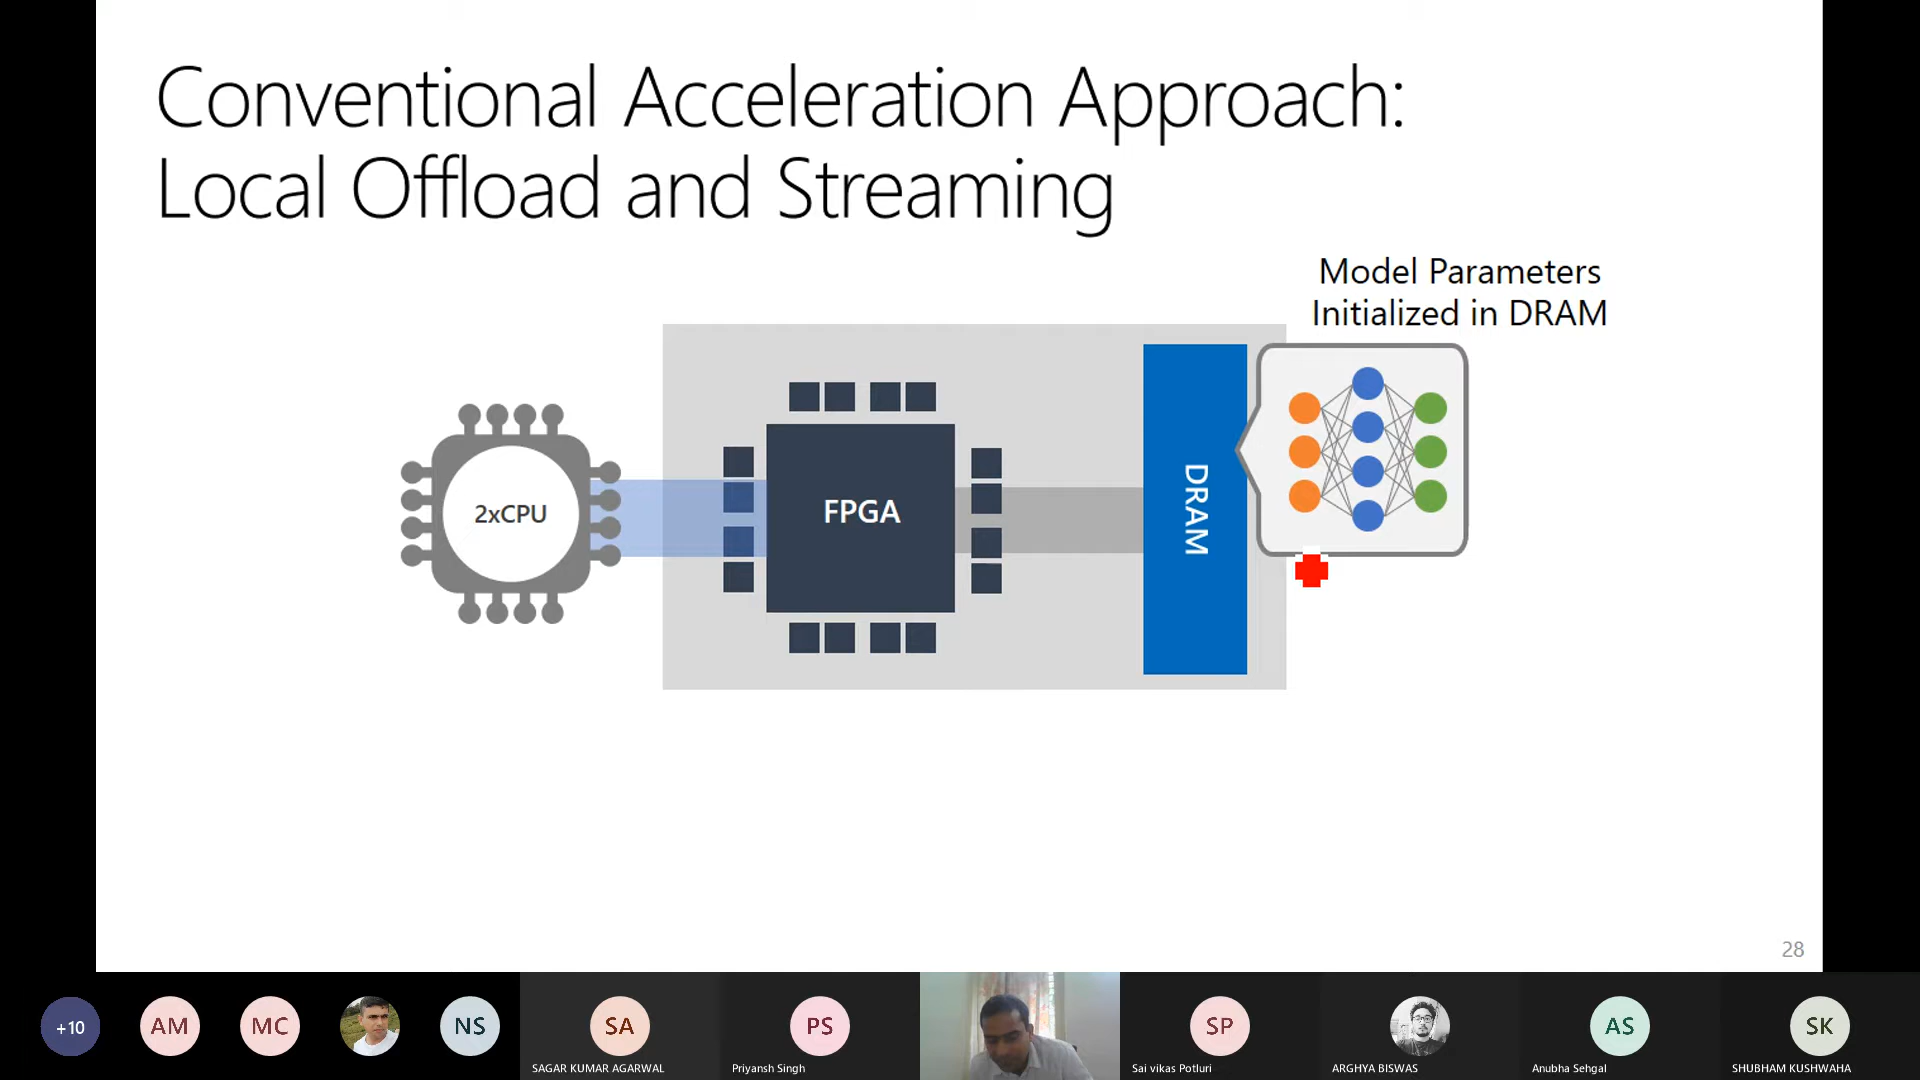 Conventional Acceleration Approach:
Local Offload and Streaming
Model Parameters
Initialized in DRAM
2xCPU
FPGA
DRAM
28
+10
AM
MC
NS
SA
SAGAR KUMAR AGARWAL
PS
Priyansh Singh
SP
Sai vikas Potluri
ARGHYA BISWAS
AS
Anubha Sehgal
SK
SHUBHAM KUSHWAHA